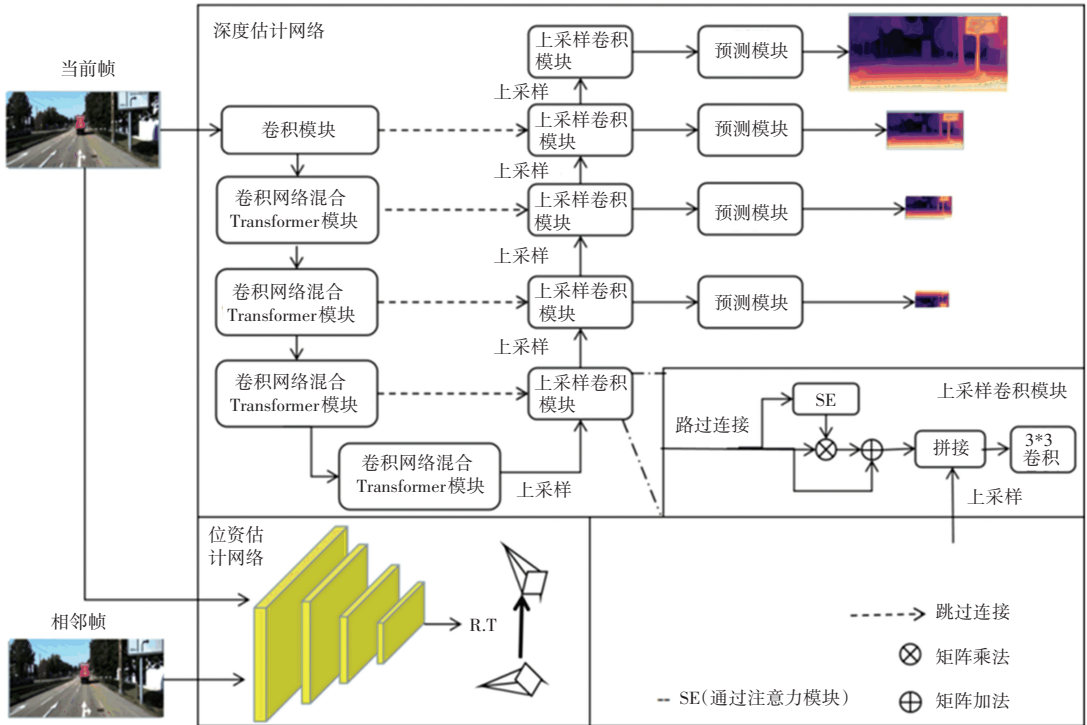 深度估计网络
当前帧
上采样卷积
模块
预测模块
上采样
卷积模块
上采样卷积
模块
预测模块
上采样
卷积网络混合
Transformer模块
上采样卷积
模块
预测模块
上采样
卷积网络混合
Transformer模块
上采样卷积
模块
预测模块
上采样
卷积网络混合
Transformer模块
上采样卷积
模块
卷积网络混合
Transformer模块
上采样
上采样卷积模块
SE
路过连接
拼接
3*3
卷积
上采样
位资估
计网络
R.T
相邻帧
跳过连接
矩阵乘法
-- SE(通过注意力模块)
矩阵加法